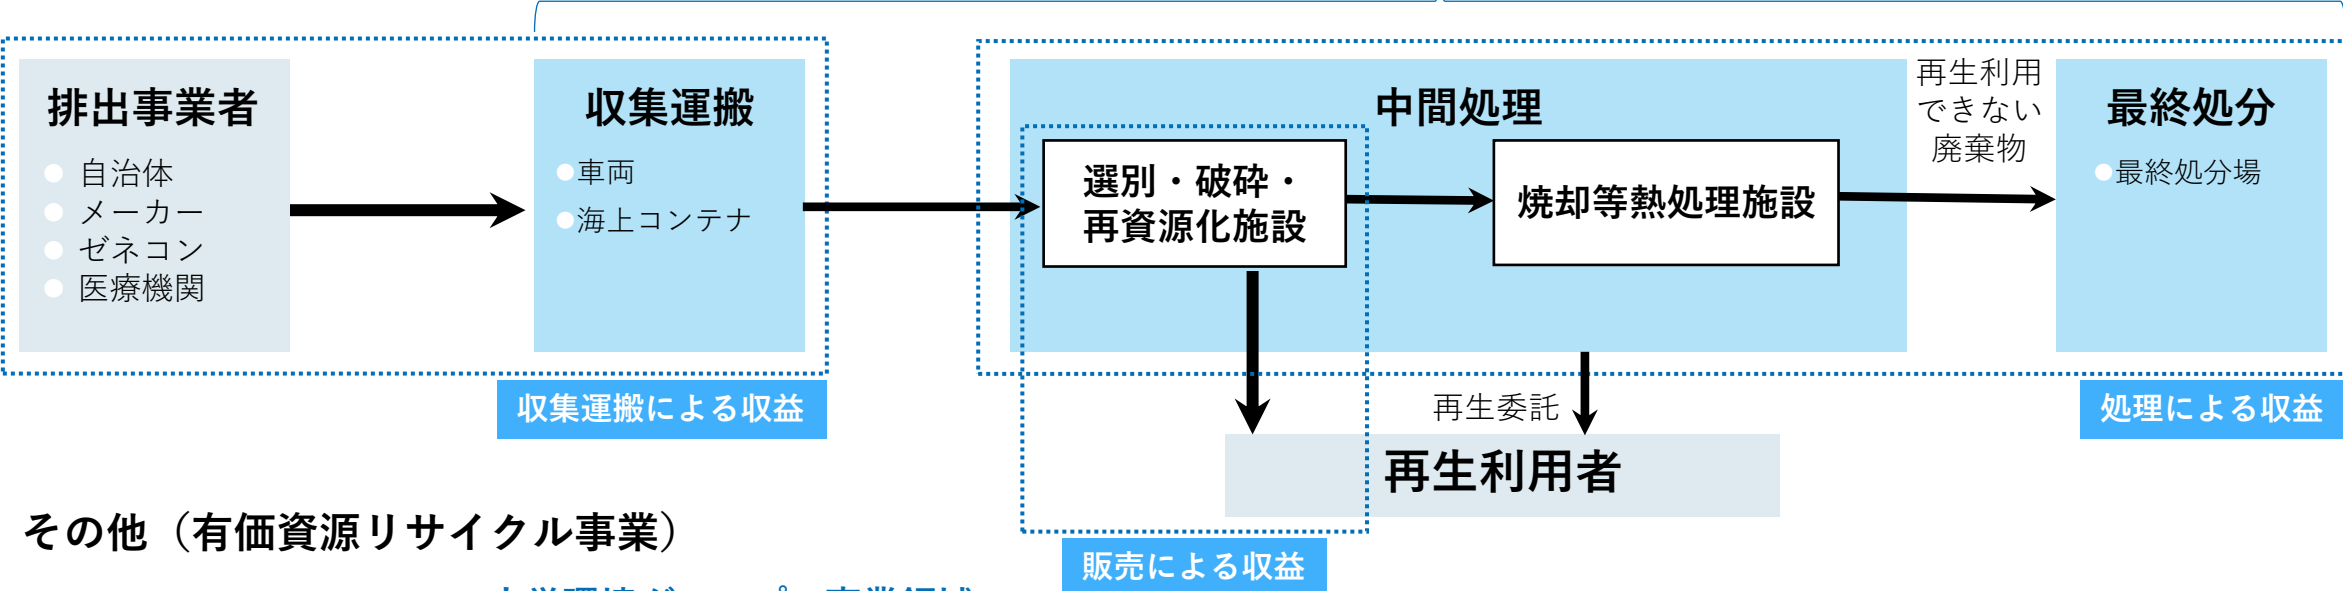 排出事業者
● 自治体
● メーカー
● ゼネコン
● 医療機関
収集運搬
●車両
●海上コンテナ
収集運搬による収益
中間処理
選別・破砕・
再資源化施設
焼却等熱処理施設
再生利用
できない
廃棄物
最終処分
●最終処分場
処理による収益
再生委託
再生利用者
販売による収益
その他（有価資源リサイクル事業）